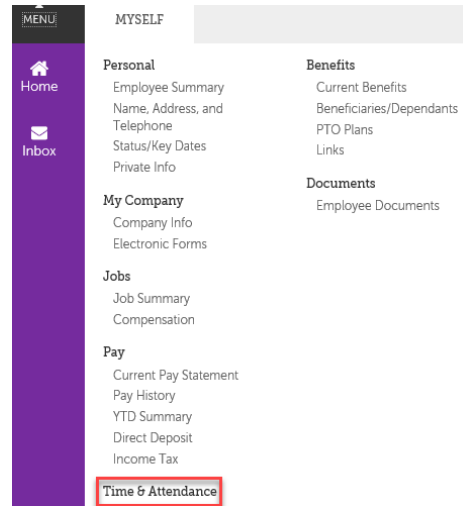 MENU
MYSELF
Home
Inbox
Personal
Employee Summary
Name, Address, and
Telephone
Status/Key Dates
Private Info
My Company
Company Info
Electronic Forms
Jobs
Job Summary
Compensation
Pay
Current Pay Statement
Pay History
YTD Summary
Direct Deposit
Income Tax
Time & Attendance
Benefits
Current Benefits
Beneficiaries/Dependants
PTO Plans
Links
Documents
Employee Documents